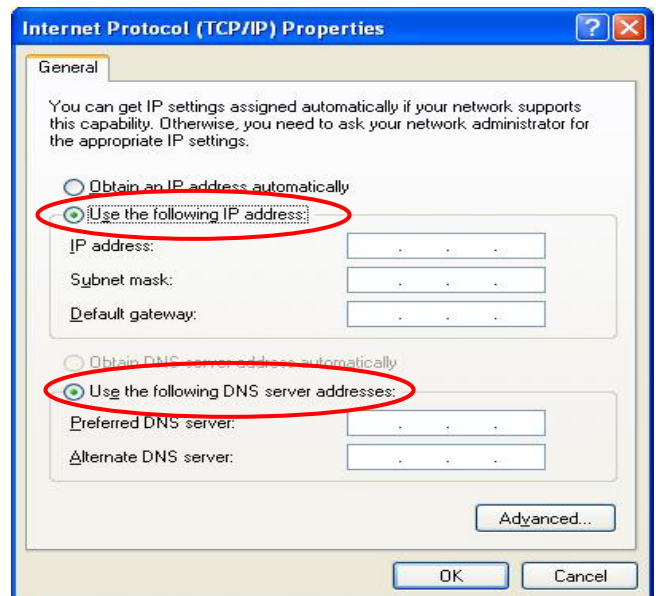 Internet Protocol (TCP/IP) Properties
General
You can get IP settings assigned automatically if your network supports
this capability. Otherwise, you need to ask your network administrator for
the appropriate IP settings.
Obtain an IP address automatically
Use the following IP address:
IP address:
Subnet mask:
Default gateway:
Obtain DNS server address automatically
Use the following DNS server addresses:
Preferred DNS server:
Alternate DNS server:
Advanced...
OK
Cancel